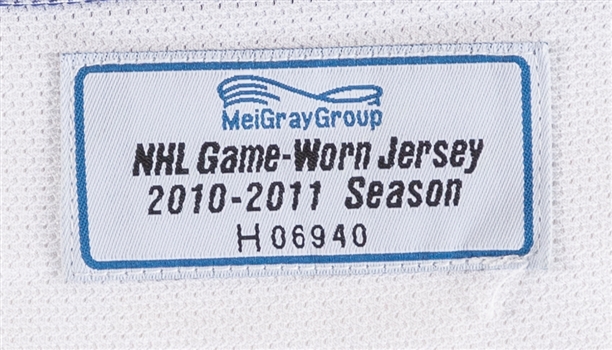 MeiGrayGroup
NHL Game-Worn Jersey
2010-2011 Season
H06940